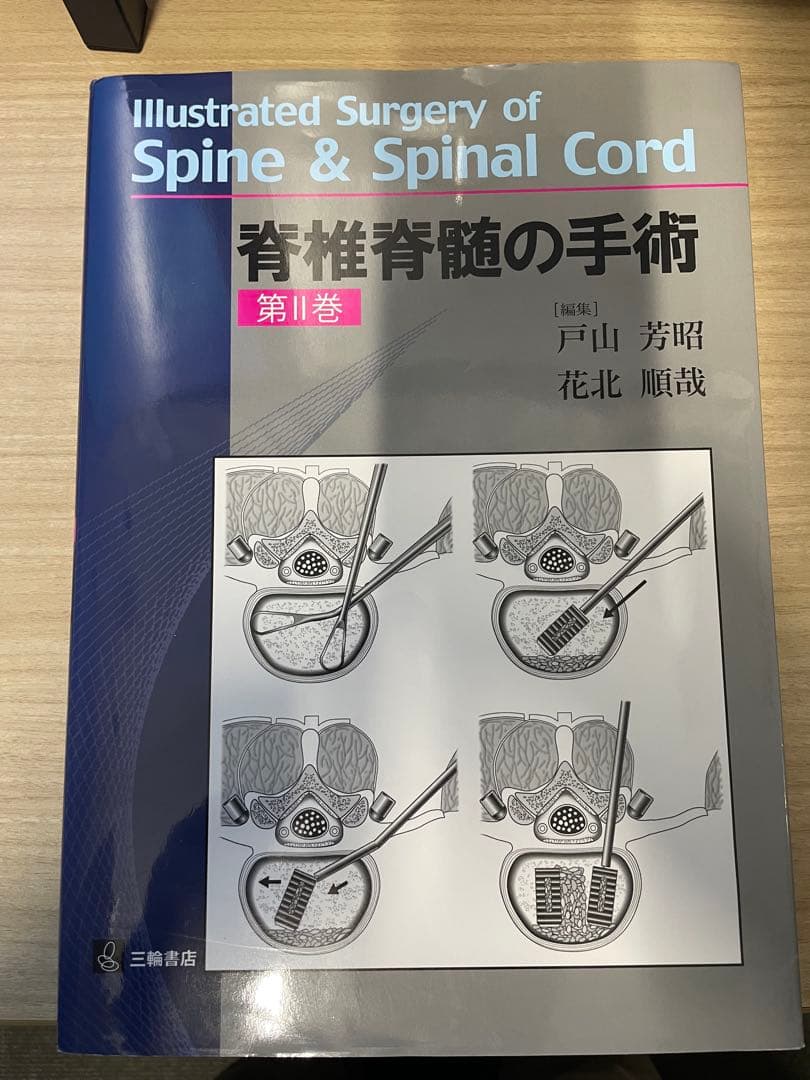 Illustrated Surgery of
Spine & Spinal Cord
脊椎脊髄の手術
第II巻
[編集]
戸山 芳昭
花北 順哉
三輪書店